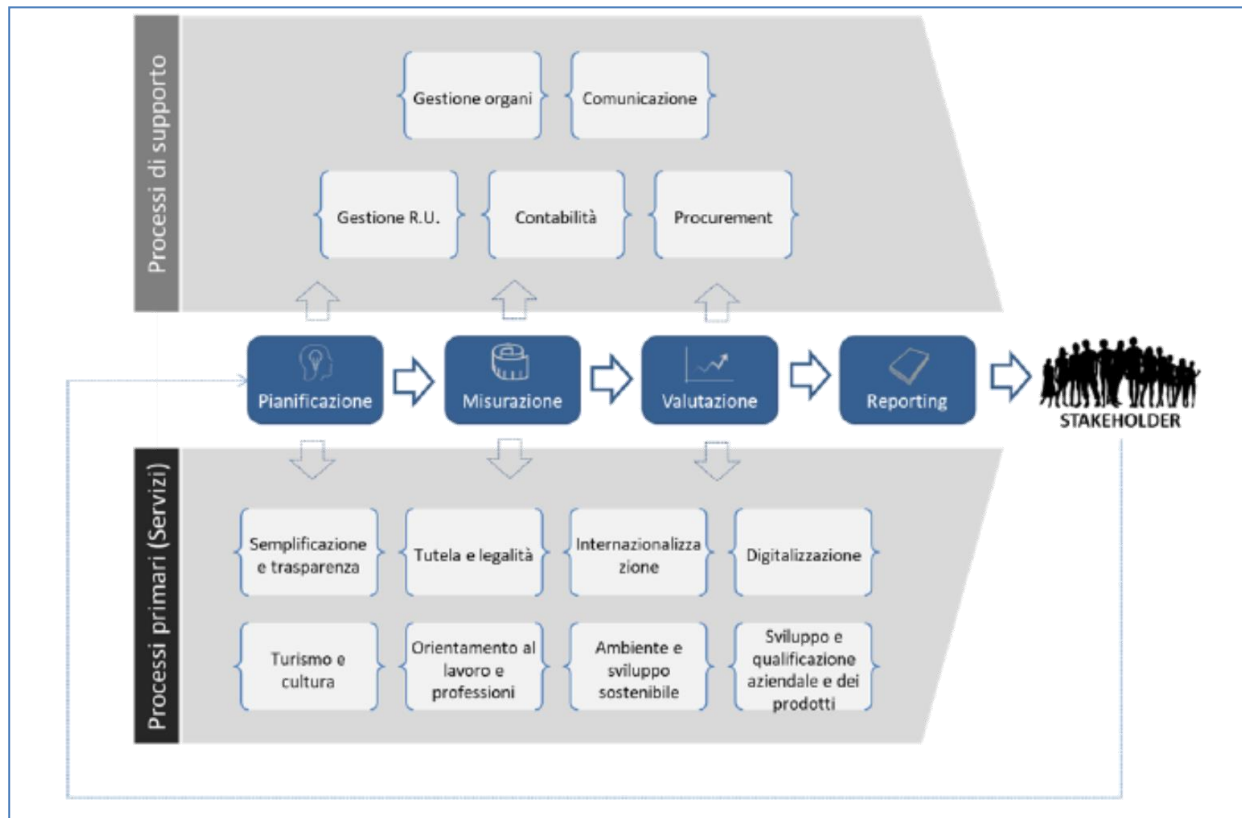 Processi di supporto
Gestione organi
Comunicazione
Gestione R.U.
Contabilità
Procurement
Pianificazione
Misurazione
Valutazione
Reporting
STAKEHOLDER
Processi primari (Servizi)
Semplificazione
e trasparenza
Tutela e legalità
Internazionalizza
zione
Digitalizzazione
Turismo e
cultura
Orientamento al
lavoro e
professioni
Ambiente e
sviluppo
sostenibile
Sviluppo e
qualificazione
aziendale e dei
prodotti